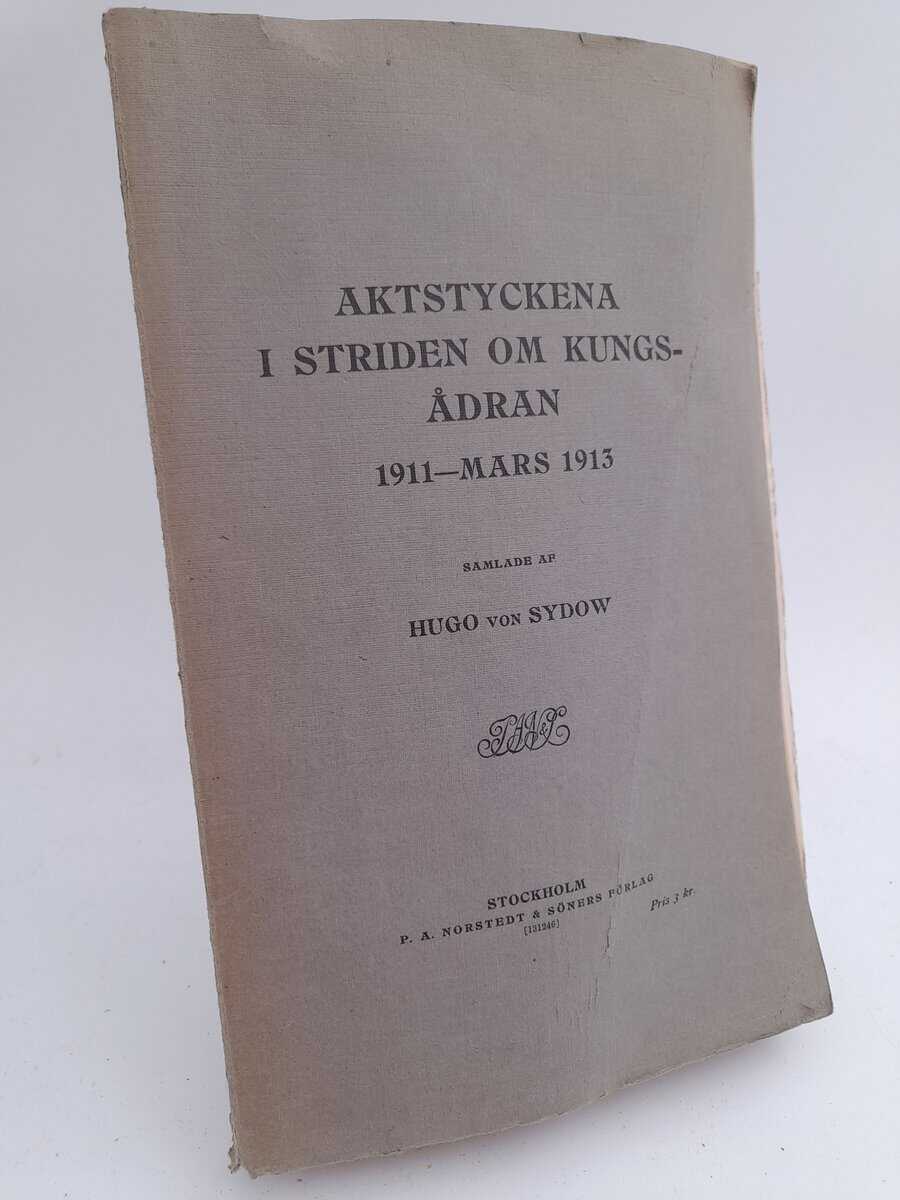 AKTSTYCKENA
I STRIDEN OM KUNGS-
ÅDRAN
1911—MARS 1913
SAMLADE AF
HUGO VON SYDOW
P.A.N.&S.
STOCKHOLM
P. A. NORSTEDT & SÖNERS FÖRLAG
[131246]
Pris 3 kr.